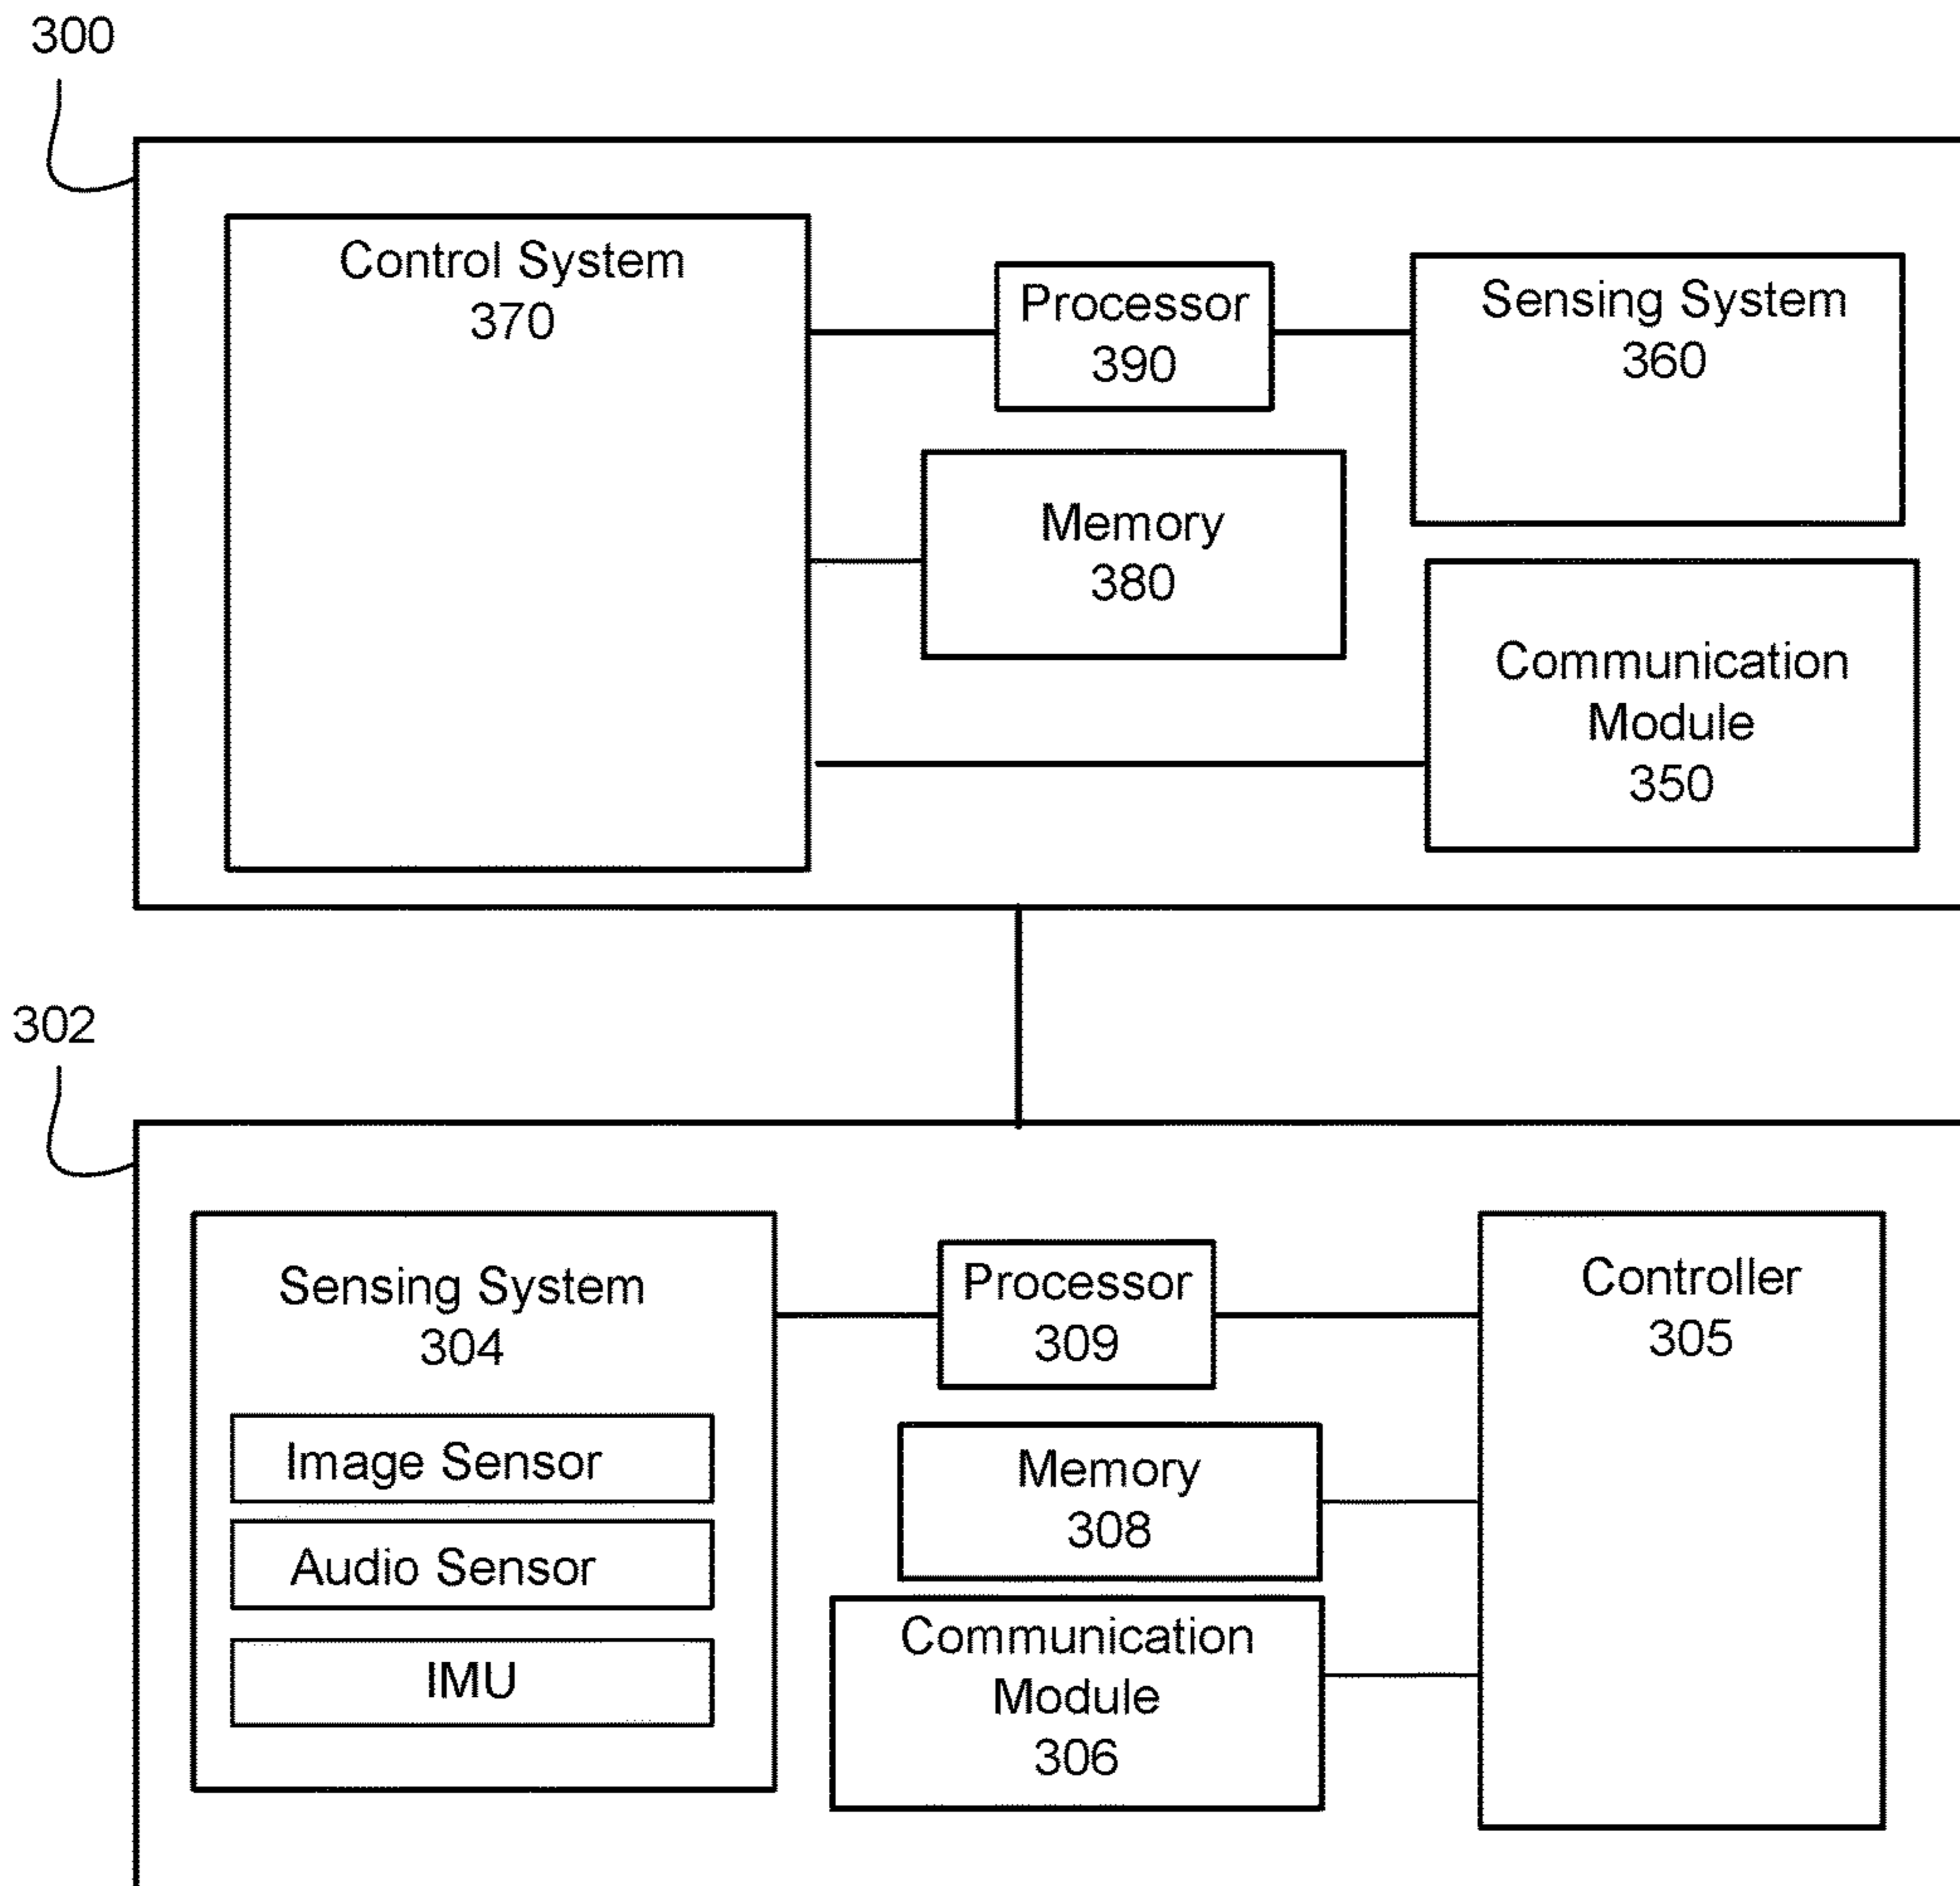 300
Control System
370
Processor
390
Sensing System
360
Memory
380
Communication
Module
350
302
Sensing System
304
Image Sensor
Audio Sensor
IMU
Processor
309
Memory
308
Communication
Module
306
Controller
305